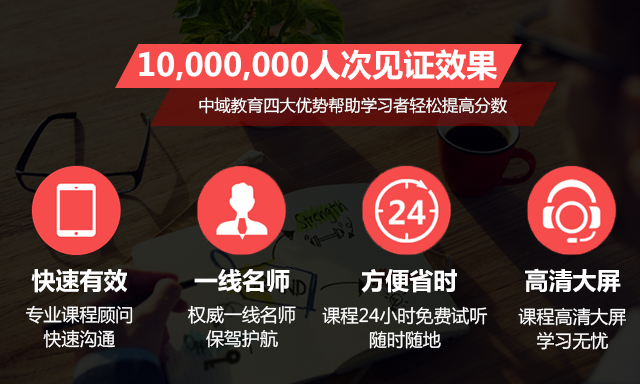 10,000,000人次见证效果
中域教育四大优势帮助学习者轻松提高分数
Strength
24
快速有效
一线名师
方便省时
高清大屏
专业课程顾问
快速沟通
权威一线名师
保驾护航
课程24小时免费试听
随时随地
课程高清大屏
学习无忧